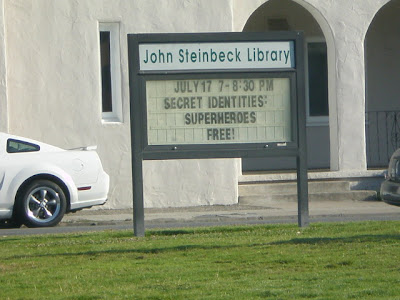 John Steinbeck Library
JULY 17 7-8:30 PM
SECRET IDENTITIES:
SUPERHEROES
FREE!